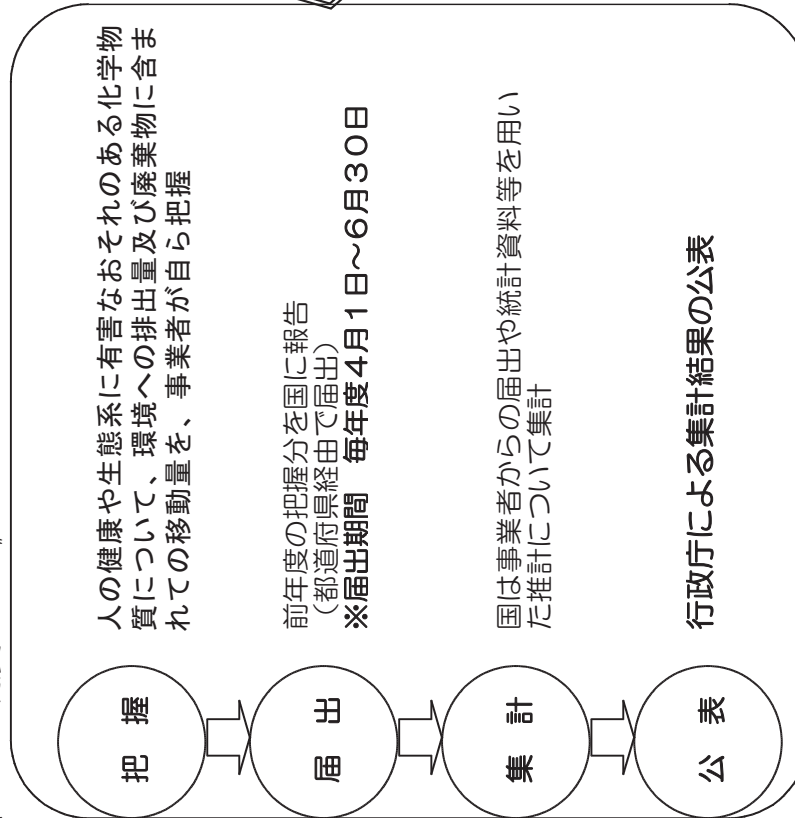 把 握
人の健康や生態系に有害なおそれのある化学物
質について、環境への排出量及び廃棄物に含ま
れての移動量を、事業者が自ら把握
届 出
前年度の把握分を国に報告
（都道府県経由で届出）
※届出期間 毎年度4月1日～6月30日
集 計
国は事業者からの届出や統計資料等を用い
た推計について集計
公 表
行政庁による集計結果の公表